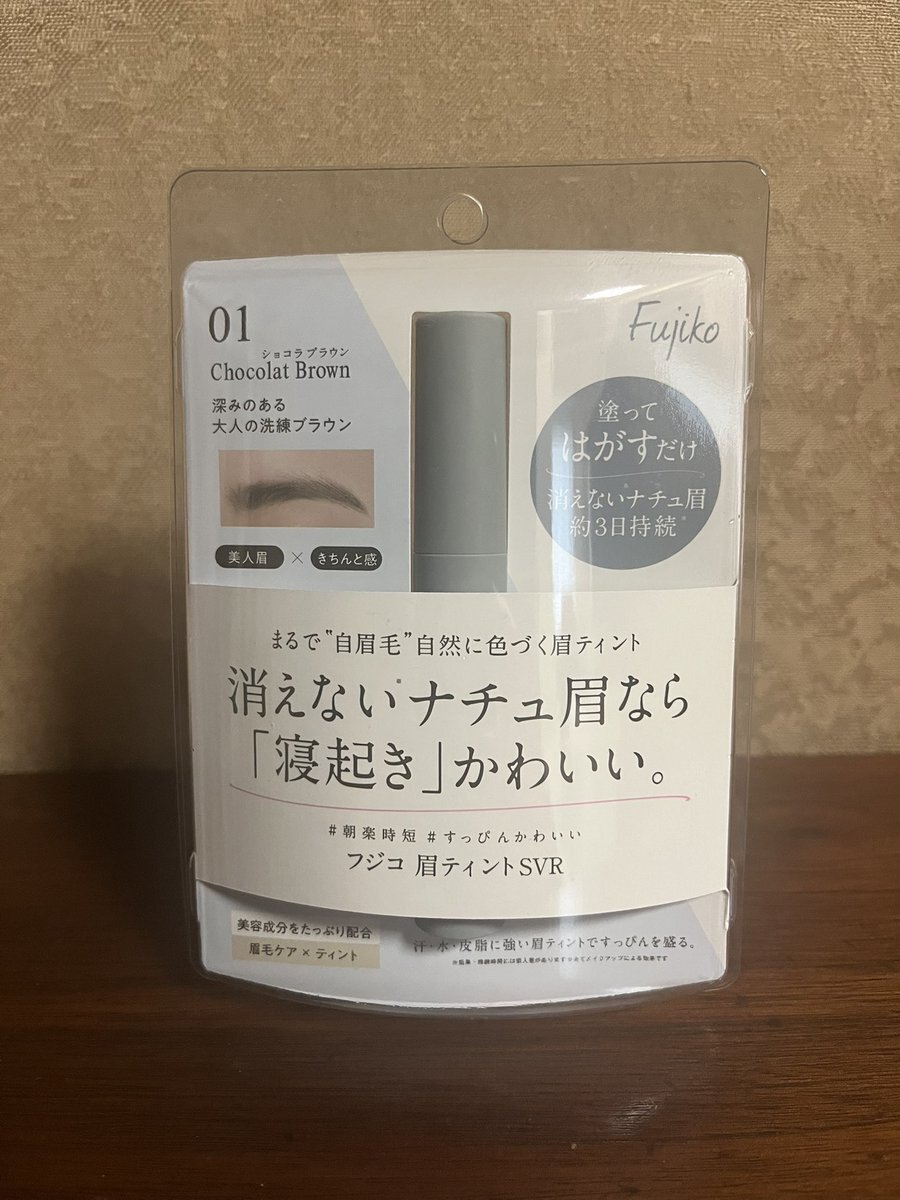 01
ショコラ ブラウン
Chocolat Brown
深みのある
大人の洗練ブラウン
美人眉 × きちんと感
Fujiko
塗って
はがすだけ
消えないナチュ眉
約3日持続※
まるで"自眉毛"自然に色づく眉ティント
消えない※ナチュ眉なら
「寝起き」かわいい。
#朝楽時短 #すっぴんかわいい
フジコ 眉ティントSVR
美容成分をたっぷり配合
眉毛ケア×ティント
汗・水・皮脂に強い眉ティントですっぴんを盛る。